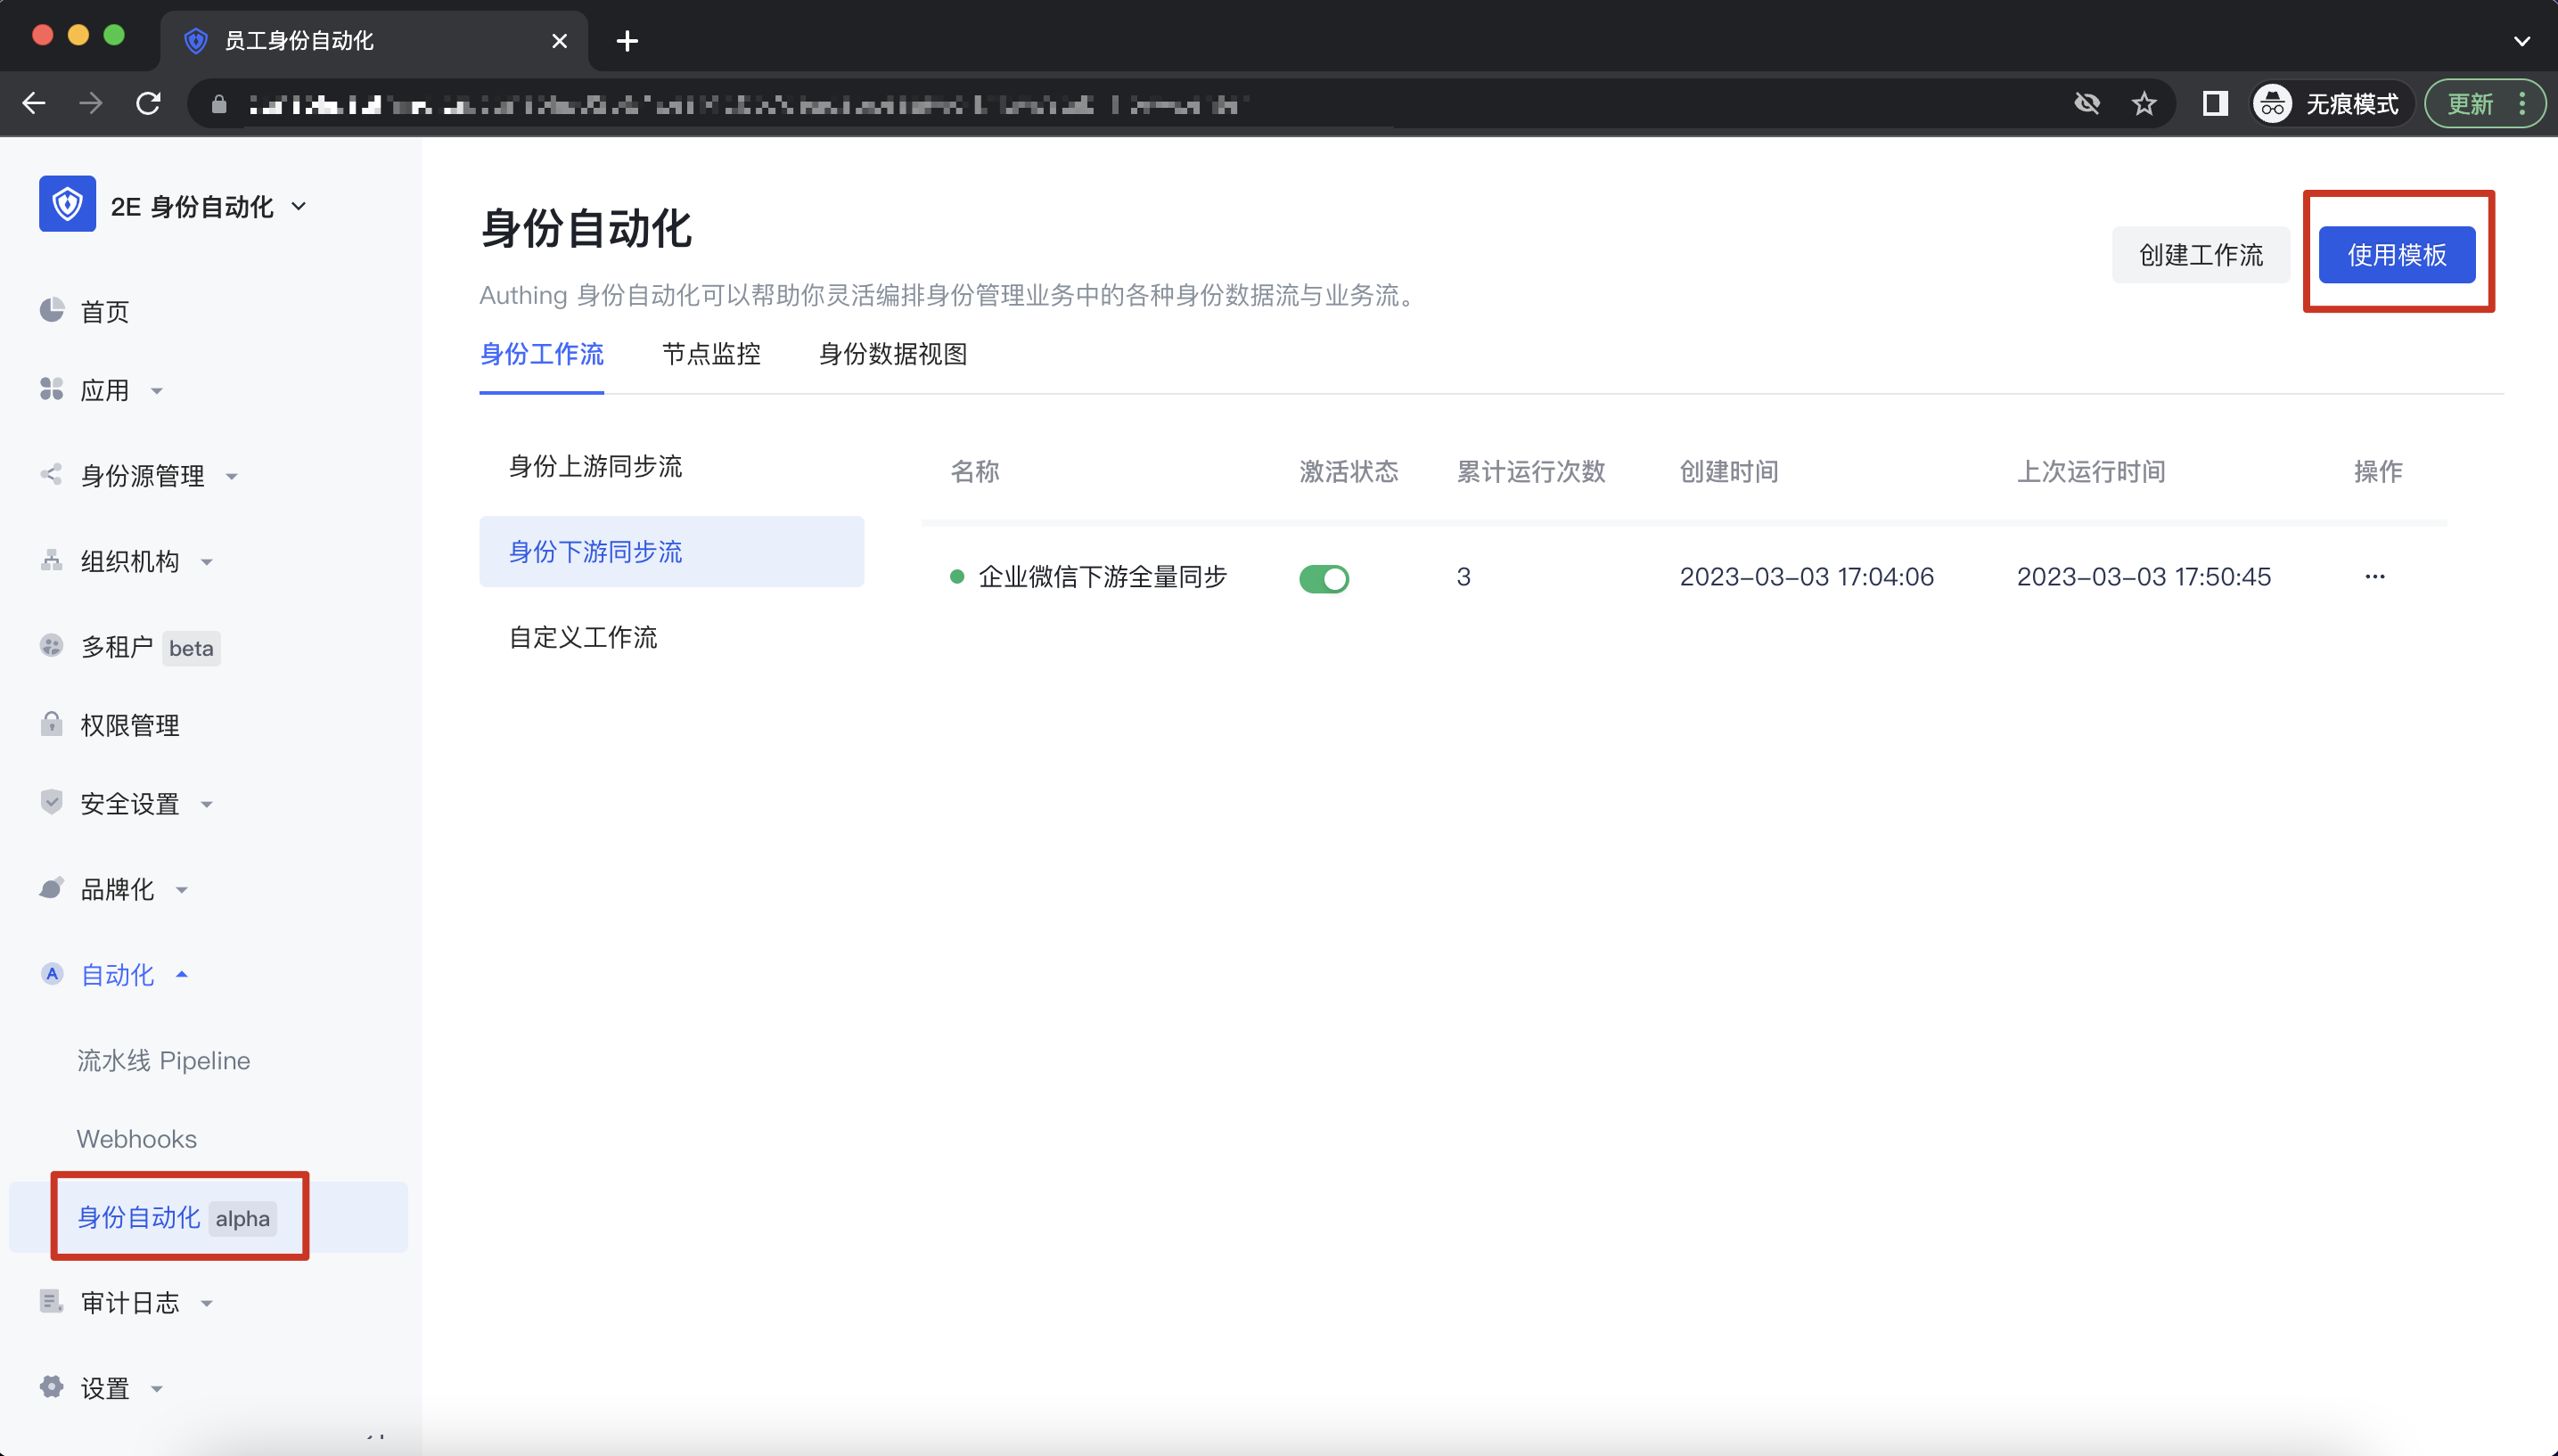 员工身份自动化
无痕模式
更新
2E 身份自动化
首页
应用
身份源管理
组织机构
多租户 beta
权限管理
安全设置
品牌化
自动化
流水线 Pipeline
Webhooks
身份自动化 alpha
审计日志
设置
身份自动化
Authing 身份自动化可以帮助你灵活编排身份管理业务中的各种身份数据流与业务流。
创建工作流
使用模板
身份工作流 节点监控 身份数据视图
身份上游同步流
身份下游同步流
自定义工作流
名称 激活状态 累计运行次数 创建时间 上次运行时间 操作
企业微信下游全量同步 3 2023-03-03 17:04:06 2023-03-03 17:50:45 ···